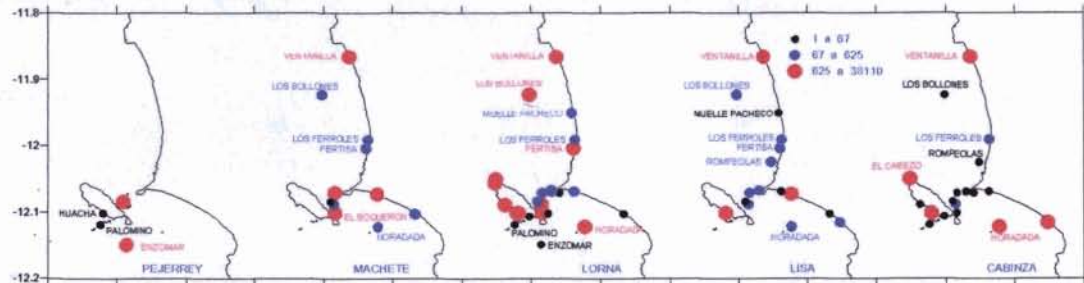 -11.8
-11.9
-12
-12.1
-12.2
HUACHA
PALOMINO
ENZOMAR
PEJERREY
VENTANILLA
LOS BOLLONES
LOS FERROLES
FERTISA
EL BOQUERON
HORADADA
MACHETE
VENTANILLA
LOS BOLLONES
MUELLE PACHECO
LOS FERROLES
FERTISA
HORADADA
PALOMINO
ENZOMAR
LORNA
VENTANILLA
LOS BOLLONES
MUELLE PACHECO
LOS FERROLES
FERTISA
ROMPEOLAS
HORADADA
LISA
1 a 67
67 a 625
625 a 38110
VENTANILLA
LOS BOLLONES
LOS FERROLES
ROMPEOLAS
EL CABEZO
HORADADA
CABINZA